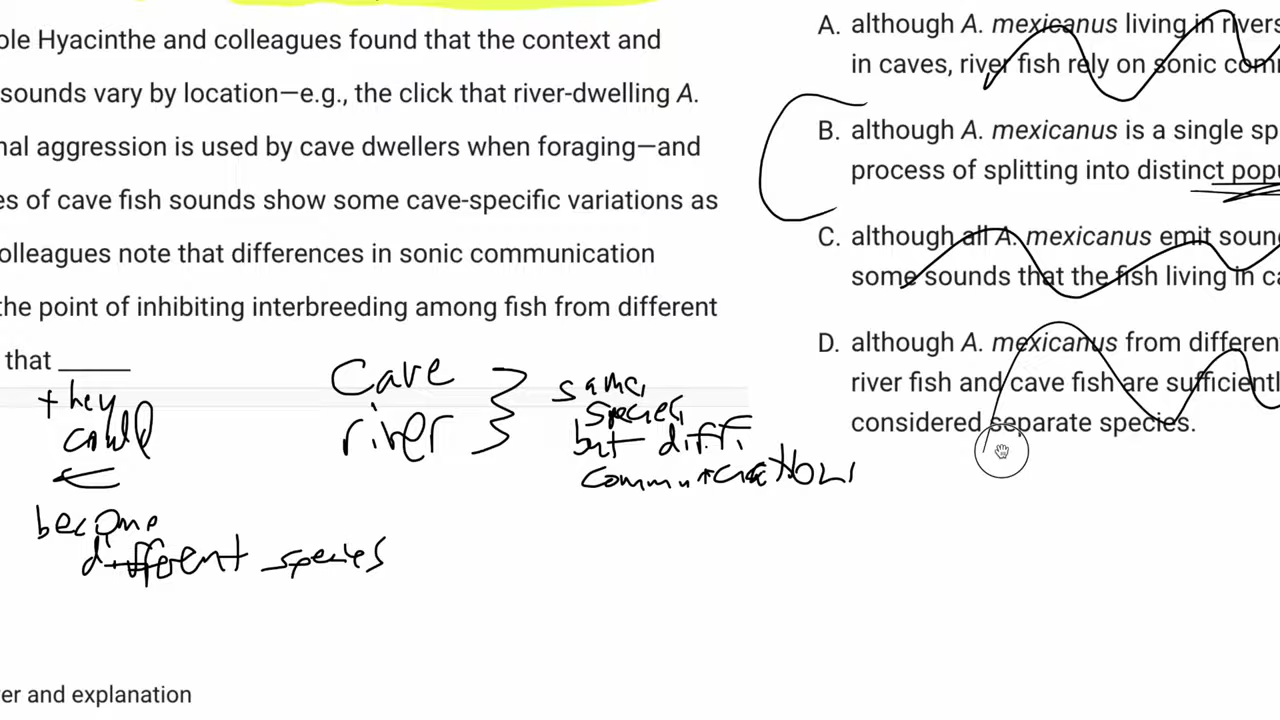 ole Hyacinthe and colleagues found that the context and
sounds vary by location—e.g., the click that river-dwelling A.
nal aggression is used by cave dwellers when foraging—and
es of cave fish sounds show some cave-specific variations as
olleagues note that differences in sonic communication
the point of inhibiting interbreeding among fish from different
that ______
they
could
become
different species
Cave
river
same
species
but diff.
communication
A. although A. mexicanus living in rivers
in caves, river fish rely on sonic com
B. although A. mexicanus is a single sp
process of splitting into distinct popu
C. although all A. mexicanus emit soun
some sounds that the fish living in ca
D. although A. mexicanus from differen
river fish and cave fish are sufficientl
considered separate species.
er and explanation